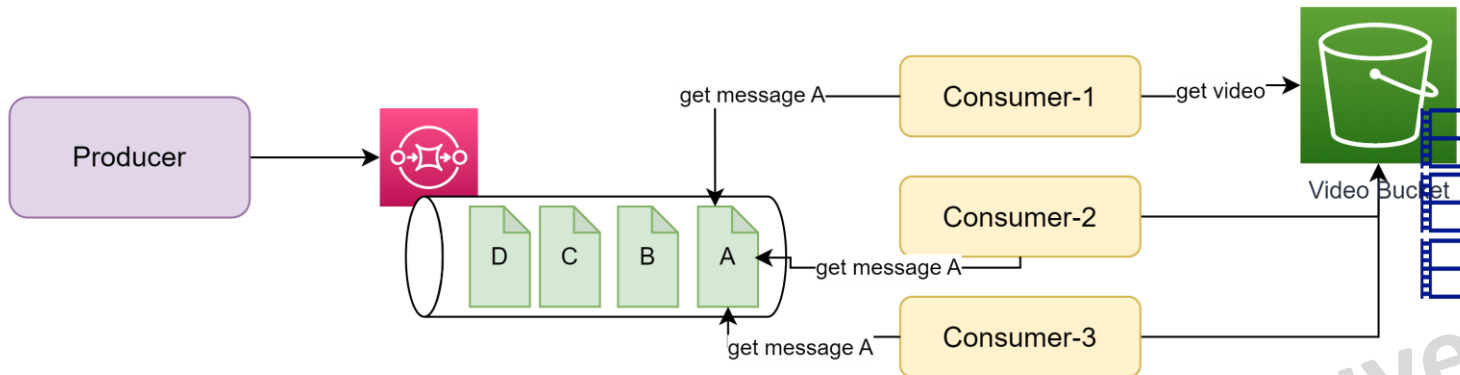 get message A
Consumer-1
get video
Producer
Video Bucket
D
C
B
A
Consumer-2
get message A
Consumer-3
get message A